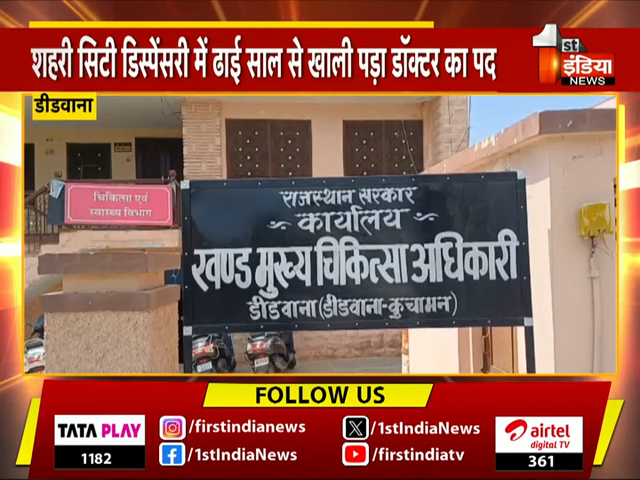 शहरी सिटी डिस्पेंसरी में ढाई साल से खाली पड़ा डॉक्टर का पद
1st
इंडिया
NEWS
डीडवाना
चिकित्सा एवं
स्वास्थ्य विभाग
राजस्थान सरकार
कार्यालय
खण्ड मुख्य चिकित्सा अधिकारी
डीडवाना (डीडवाना-कुचामन)
FOLLOW US
TATA PLAY
1182
/firstindianews
/1stIndiaNews
/1stIndiaNews
/firstindiatv
airtel
digital TV
361